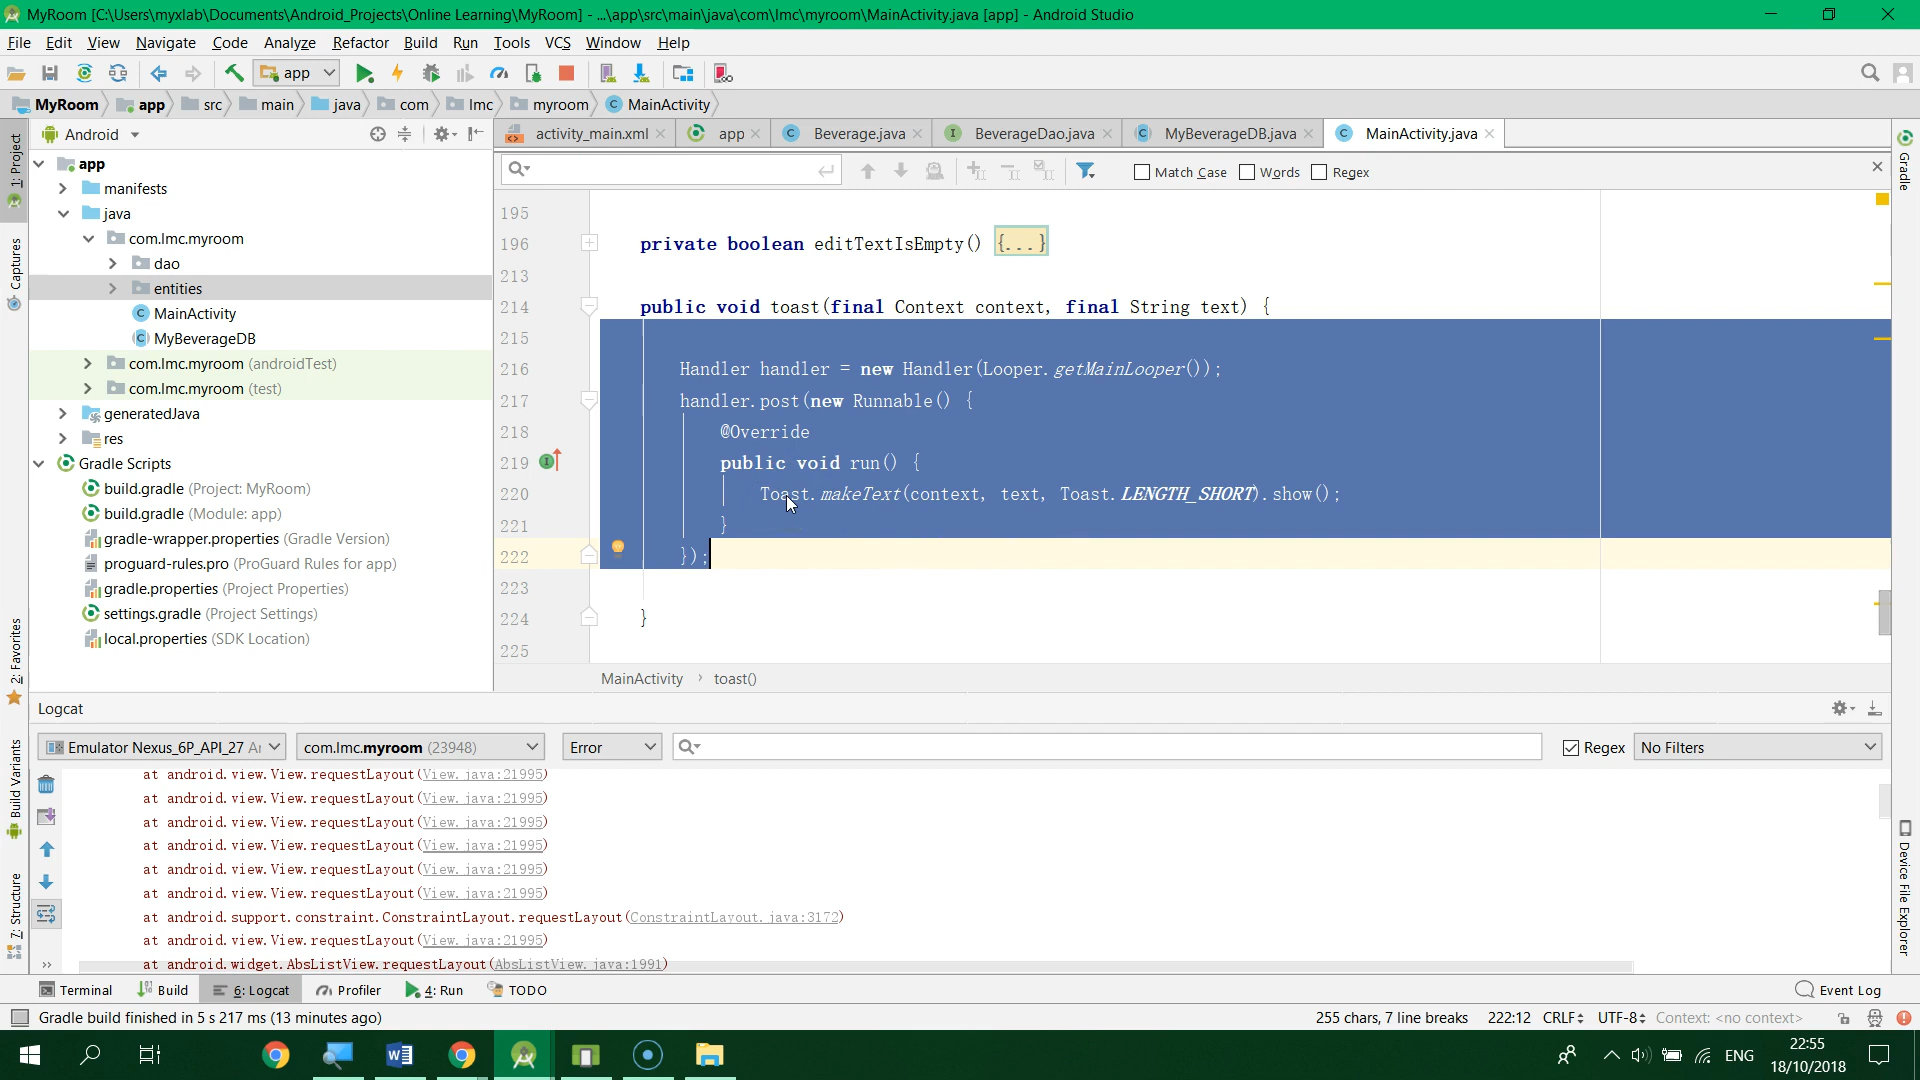 MyRoom [C:\Users\myxlab\Documents\Android_Projects\Online Learning\MyRoom] - ...\app\src\main\java\com\lmc\myroom\MainActivity.java [app] - Android Studio
File Edit View Navigate Code Analyze Refactor Build Run Tools VCS Window Help
app
MyRoom app src main java com lmc myroom MainActivity
Android
activity_main.xml app Beverage.java BeverageDao.java MyBeverageDB.java MainActivity.java
Match Case Words Regex
1: Project
Captures
2: Favorites
Build Variants
7: Structure
Gradle
Device File Explorer
app
manifests
java
com.lmc.myroom
dao
entities
MainActivity
MyBeverageDB
com.lmc.myroom (androidTest)
com.lmc.myroom (test)
generatedJava
res
Gradle Scripts
build.gradle (Project: MyRoom)
build.gradle (Module: app)
gradle-wrapper.properties (Gradle Version)
proguard-rules.pro (ProGuard Rules for app)
gradle.properties (Project Properties)
settings.gradle (Project Settings)
local.properties (SDK Location)
195
196 private boolean editTextIsEmpty() {...}
213
214 public void toast(final Context context, final String text) {
215
216 Handler handler = new Handler(Looper.getMainLooper());
217 handler.post(new Runnable() {
218 @Override
219 public void run() {
220 Toast.makeText(context, text, Toast.LENGTH_SHORT).show();
221 }
222 });
223
224 }
225
MainActivity toast()
Logcat
Emulator Nexus_6P_API_27 com.lmc.myroom (23948) Error Regex No Filters
at android.view.View.requestLayout(View.java:21995)
at android.view.View.requestLayout(View.java:21995)
at android.view.View.requestLayout(View.java:21995)
at android.view.View.requestLayout(View.java:21995)
at android.view.View.requestLayout(View.java:21995)
at android.view.View.requestLayout(View.java:21995)
at android.support.constraint.ConstraintLayout.requestLayout(ConstraintLayout.java:3172)
at android.view.View.requestLayout(View.java:21995)
at android.widget.AbsListView.requestLayout(AbsListView.java:1991)
Terminal Build 6: Logcat Profiler 4: Run TODO Event Log
Gradle build finished in 5 s 217 ms (13 minutes ago) 255 chars, 7 line breaks 222:12 CRLF UTF-8 Context: <no context>
ENG
22:55
18/10/2018